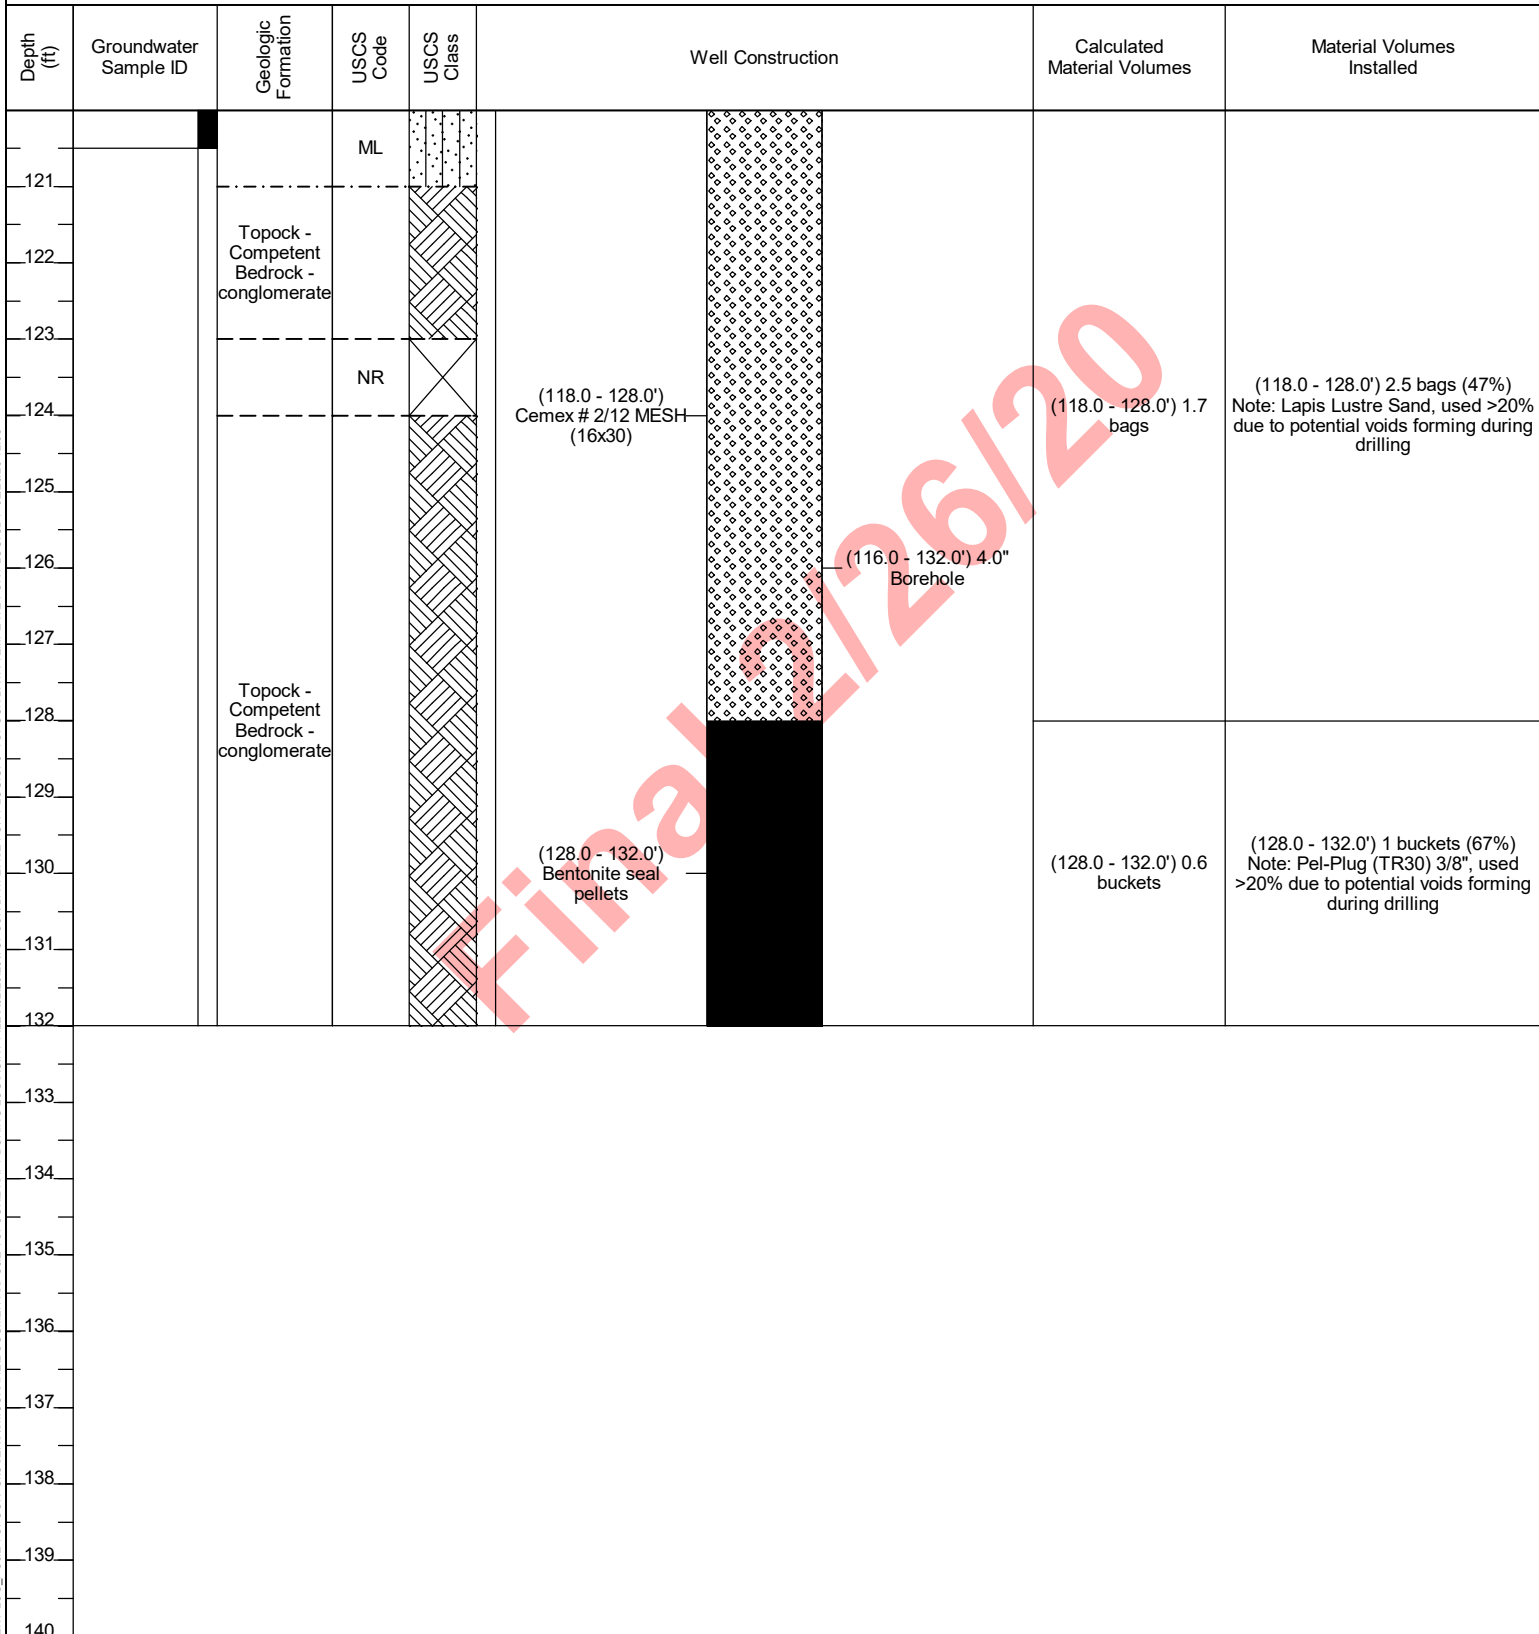 Depth
(ft)
Groundwater
Sample ID
Geologic
Formation
USCS
Code
USCS
Class
Well Construction
Calculated
Material Volumes
Material Volumes
Installed
ML
121
Topock -
Competent
Bedrock -
conglomerate
122
123
NR
(118.0 - 128.0')
Cemex # 2/12 MESH
(16x30)
(118.0 - 128.0') 1.7
bags
(118.0 - 128.0') 2.5 bags (47%)
Note: Lapis Lustre Sand, used >20%
due to potential voids forming during
drilling
124
125
126
(116.0 - 132.0') 4.0"
Borehole
127
Topock -
Competent
Bedrock -
conglomerate
128
129
130
(128.0 - 132.0')
Bentonite seal
pellets
(128.0 - 132.0') 0.6
buckets
(128.0 - 132.0') 1 buckets (67%)
Note: Pel-Plug (TR30) 3/8", used
>20% due to potential voids forming
during drilling
131
132
133
134
135
136
137
138
139
140
Final 2/26/20